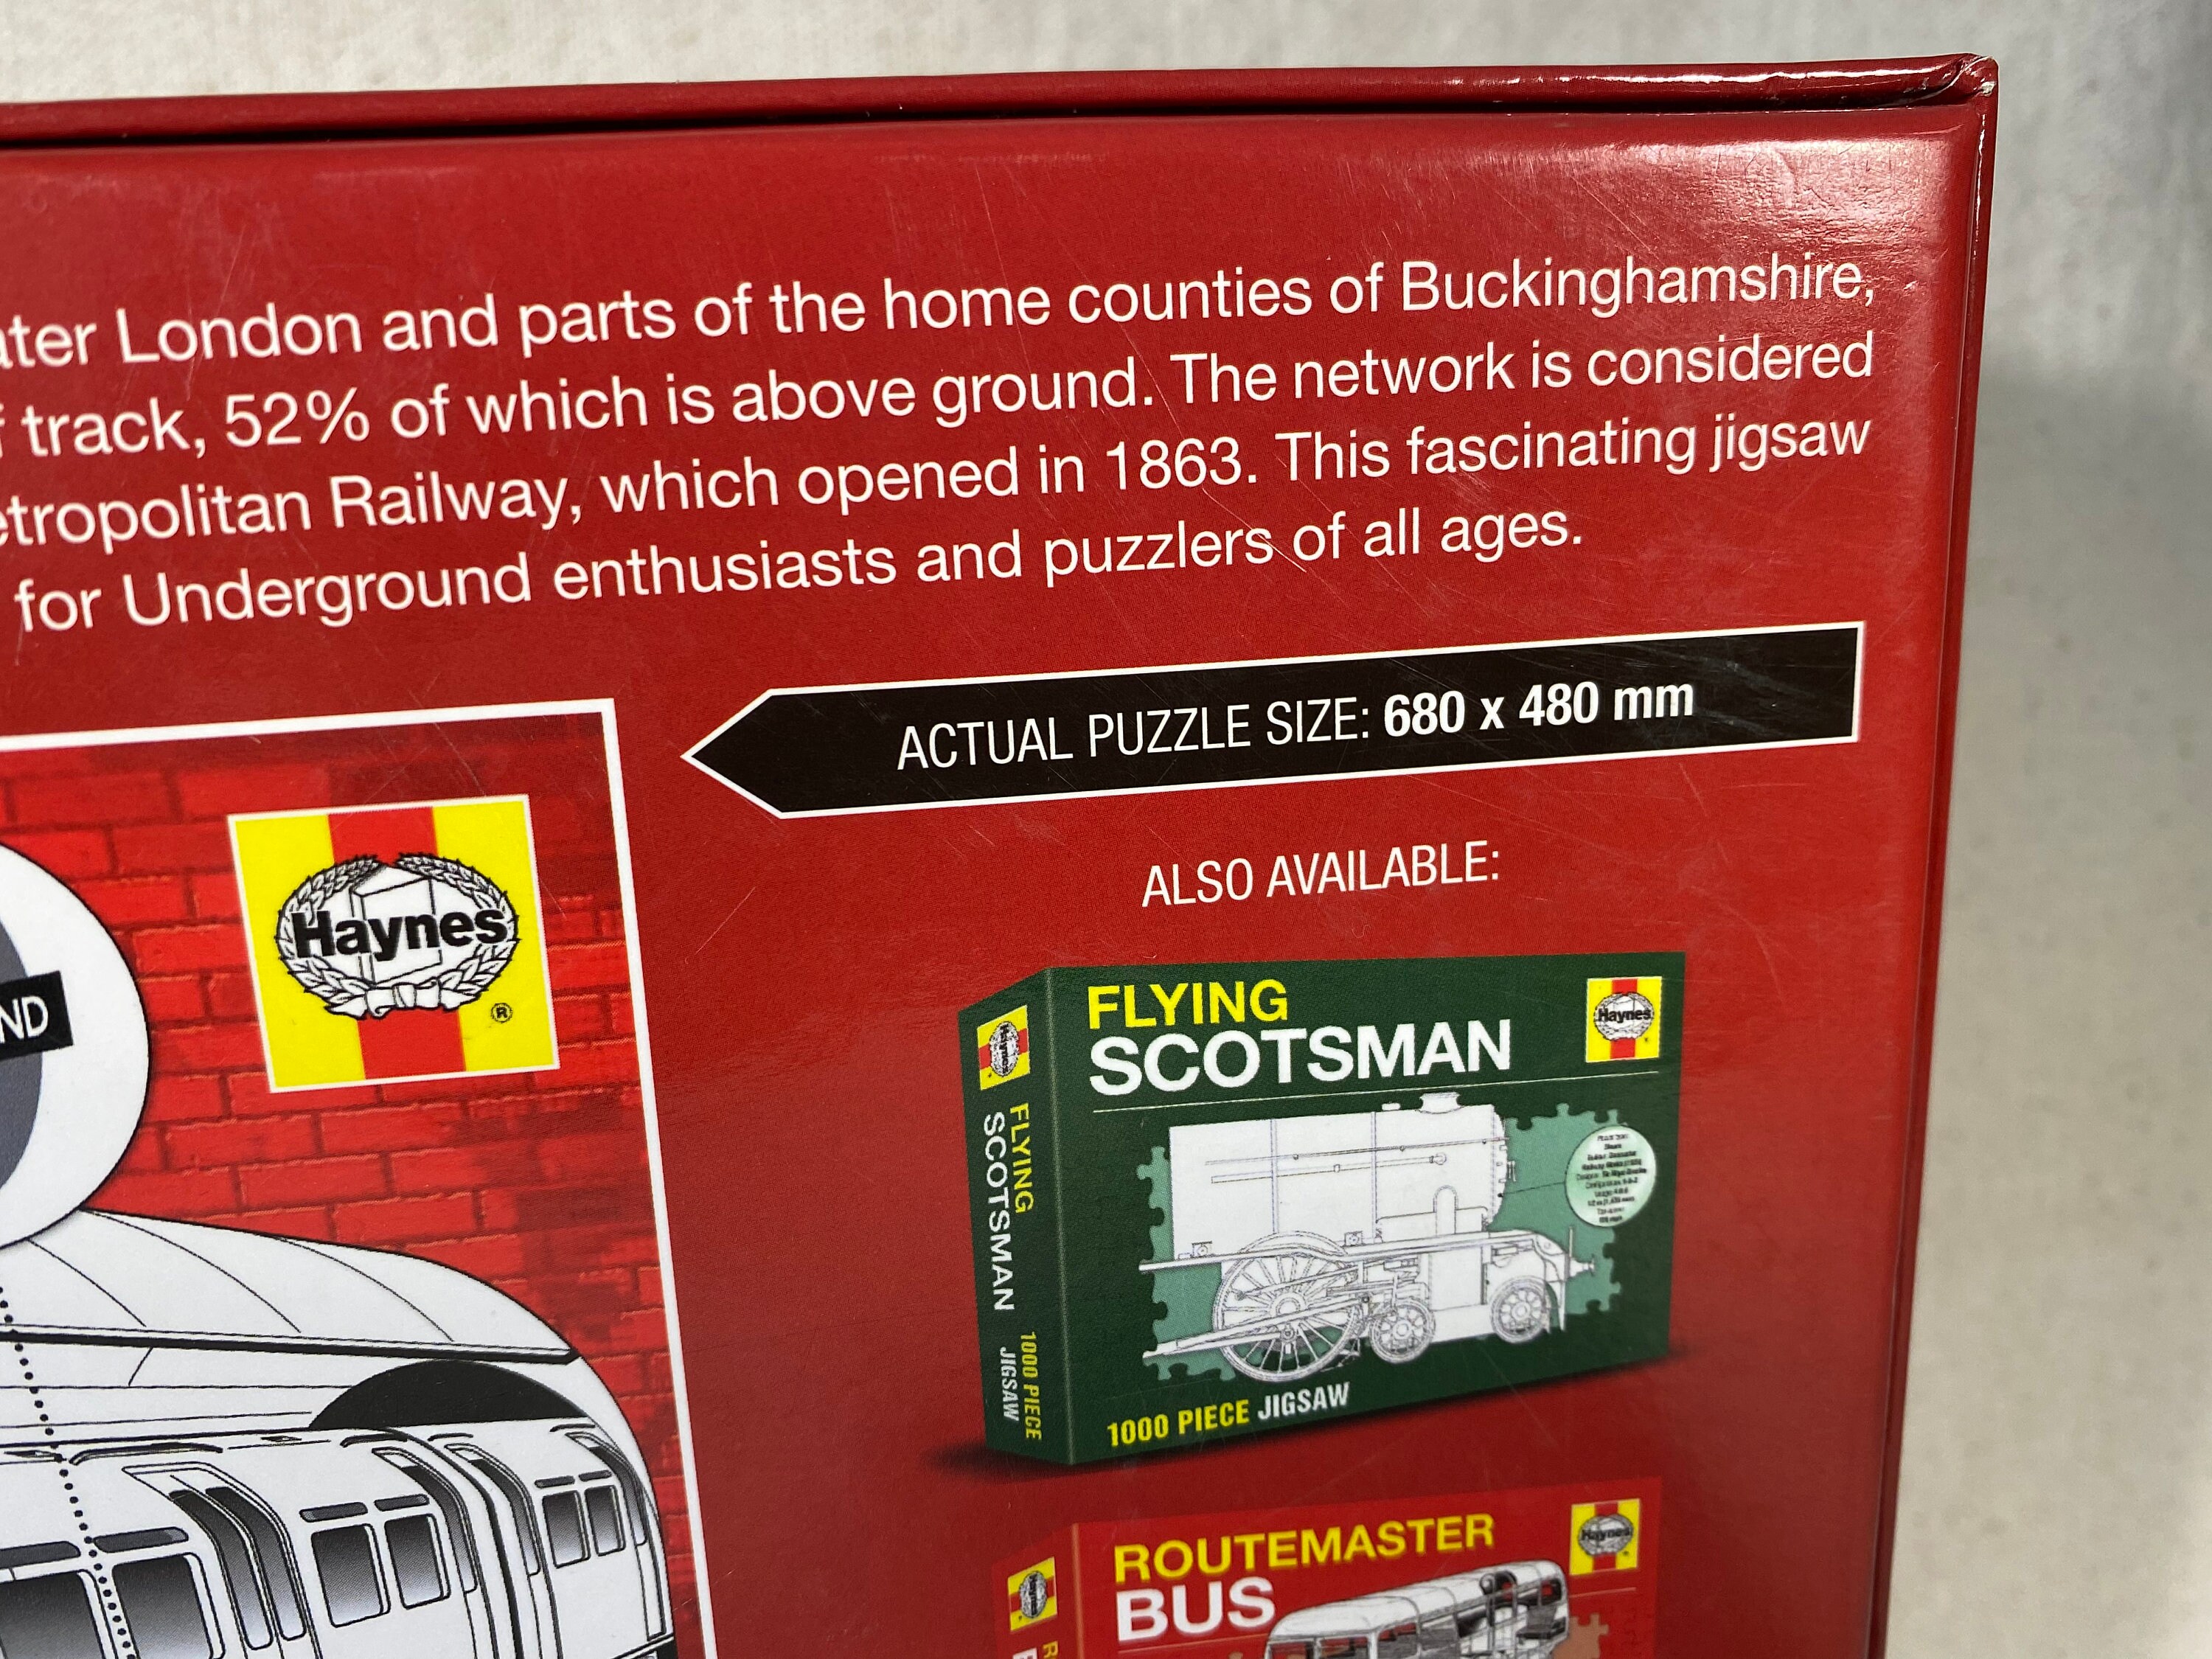 London and parts of the home counties of Buckinghamshire,
track, 52% of which is above ground. The network is considered
Railway, which opened in 1863. This fascinating jigsaw
for Underground enthusiasts and puzzlers of all ages.
ACTUAL PUZZLE SIZE: 680 x 480 mm
Haynes
®
ALSO AVAILABLE:
FLYING
SCOTSMAN
Haynes
Haynes
FLYING
SCOTSMAN
1000 PIECE
JIGSAW
1000 PIECE JIGSAW
ROUTEMASTER
BUS
Haynes
Haynes